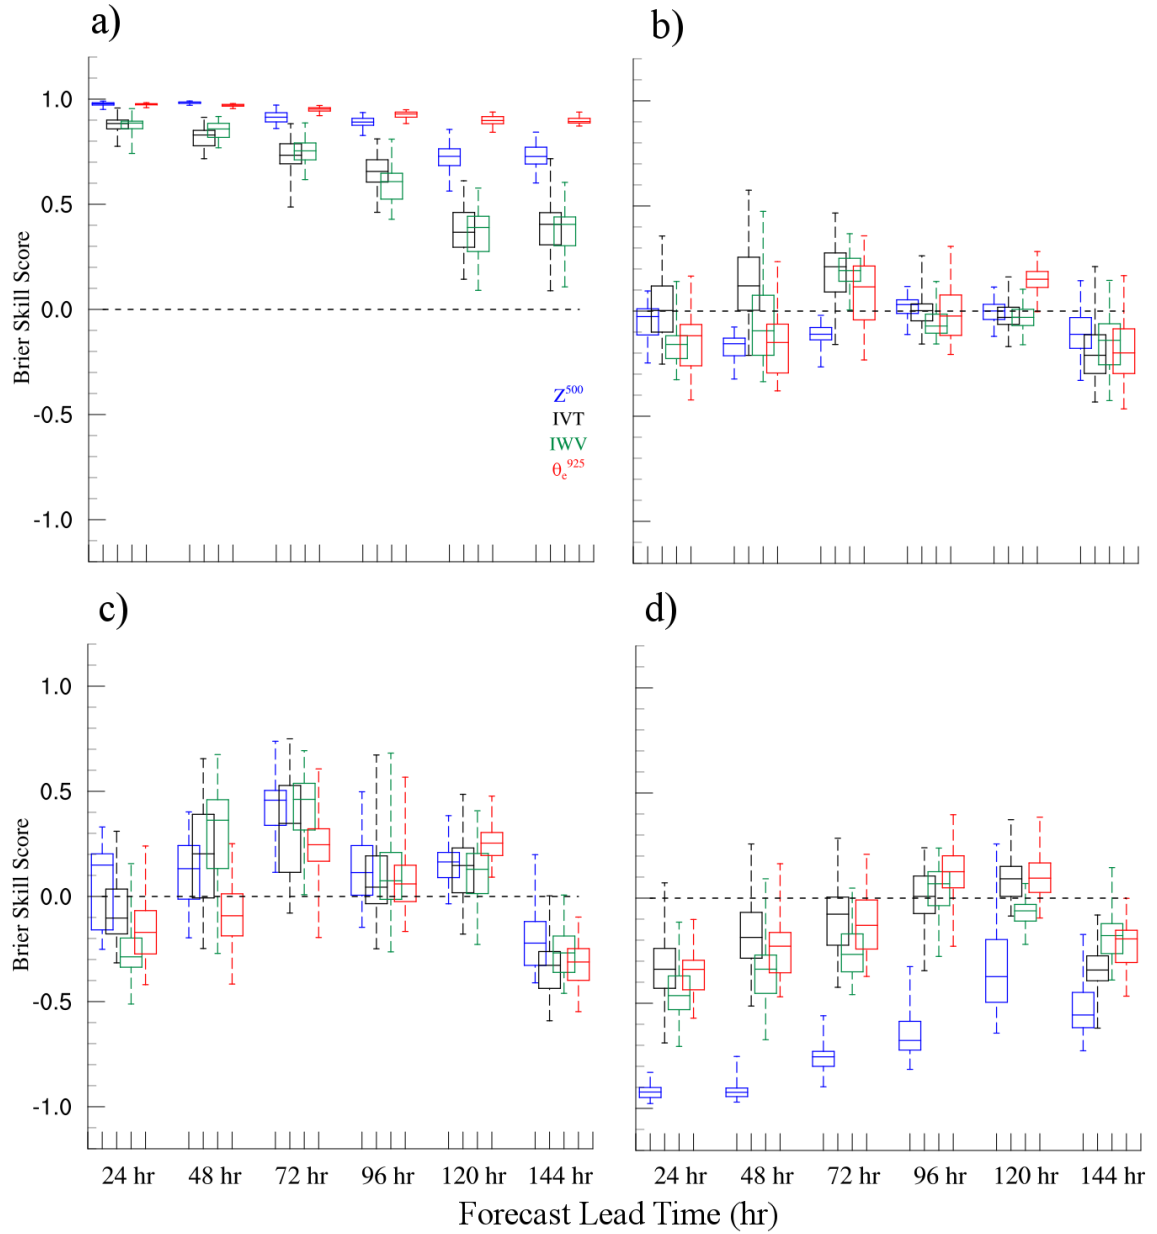 a)
b)
1.0
0.5
0.0
-0.5
-1.0
Brier Skill Score
Z⁵⁰⁰
IVT
IWV
θₑ⁹²⁵
c)
d)
1.0
0.5
0.0
-0.5
-1.0
Brier Skill Score
24 hr 48 hr 72 hr 96 hr 120 hr 144 hr
24 hr 48 hr 72 hr 96 hr 120 hr 144 hr
Forecast Lead Time (hr)